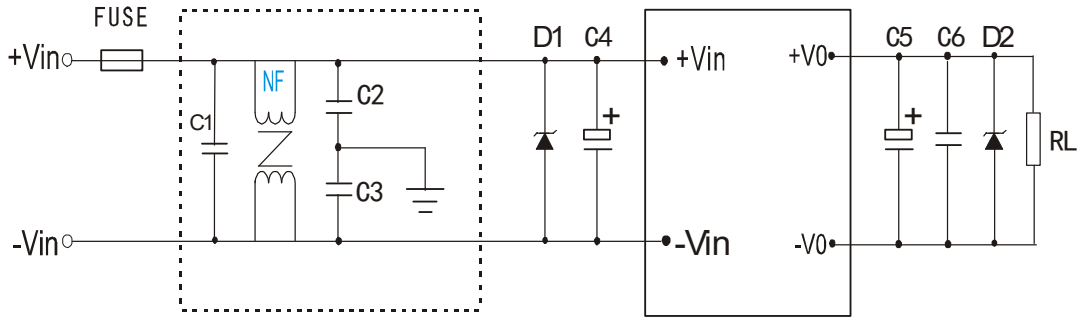 FUSE
+Vin
C1
NF
C2
C3
-Vin
D1
C4
+
+Vin
-Vin
+V0
-V0
C5
+
C6
D2
RL